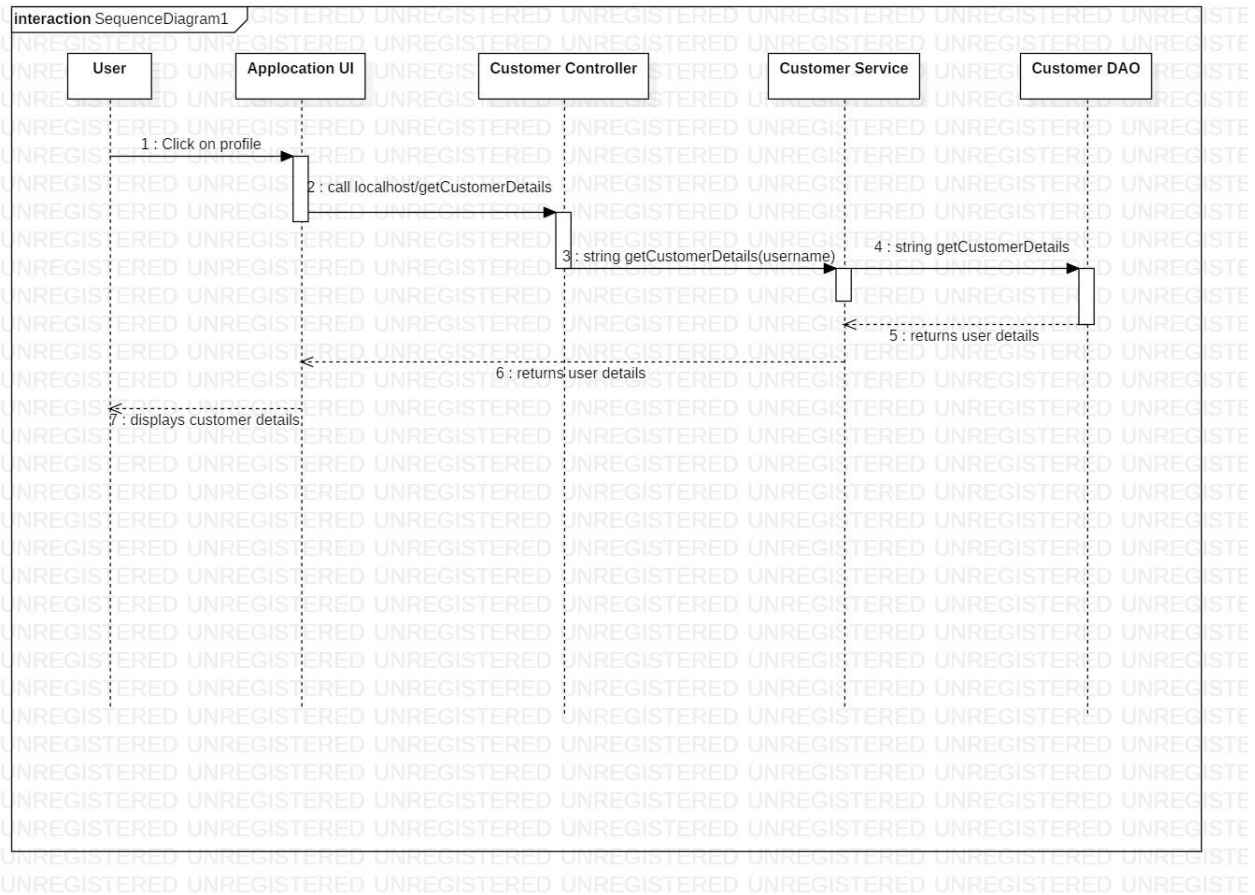 interaction SequenceDiagram1
User
Applocation UI
Customer Controller
Customer Service
Customer DAO
1 : Click on profile
2 : call localhost/getCustomerDetails
3 : string getCustomerDetails(username)
4 : string getCustomerDetails
5 : returns user details
6 : returns user details
7 : displays customer details
UNREGISTERED